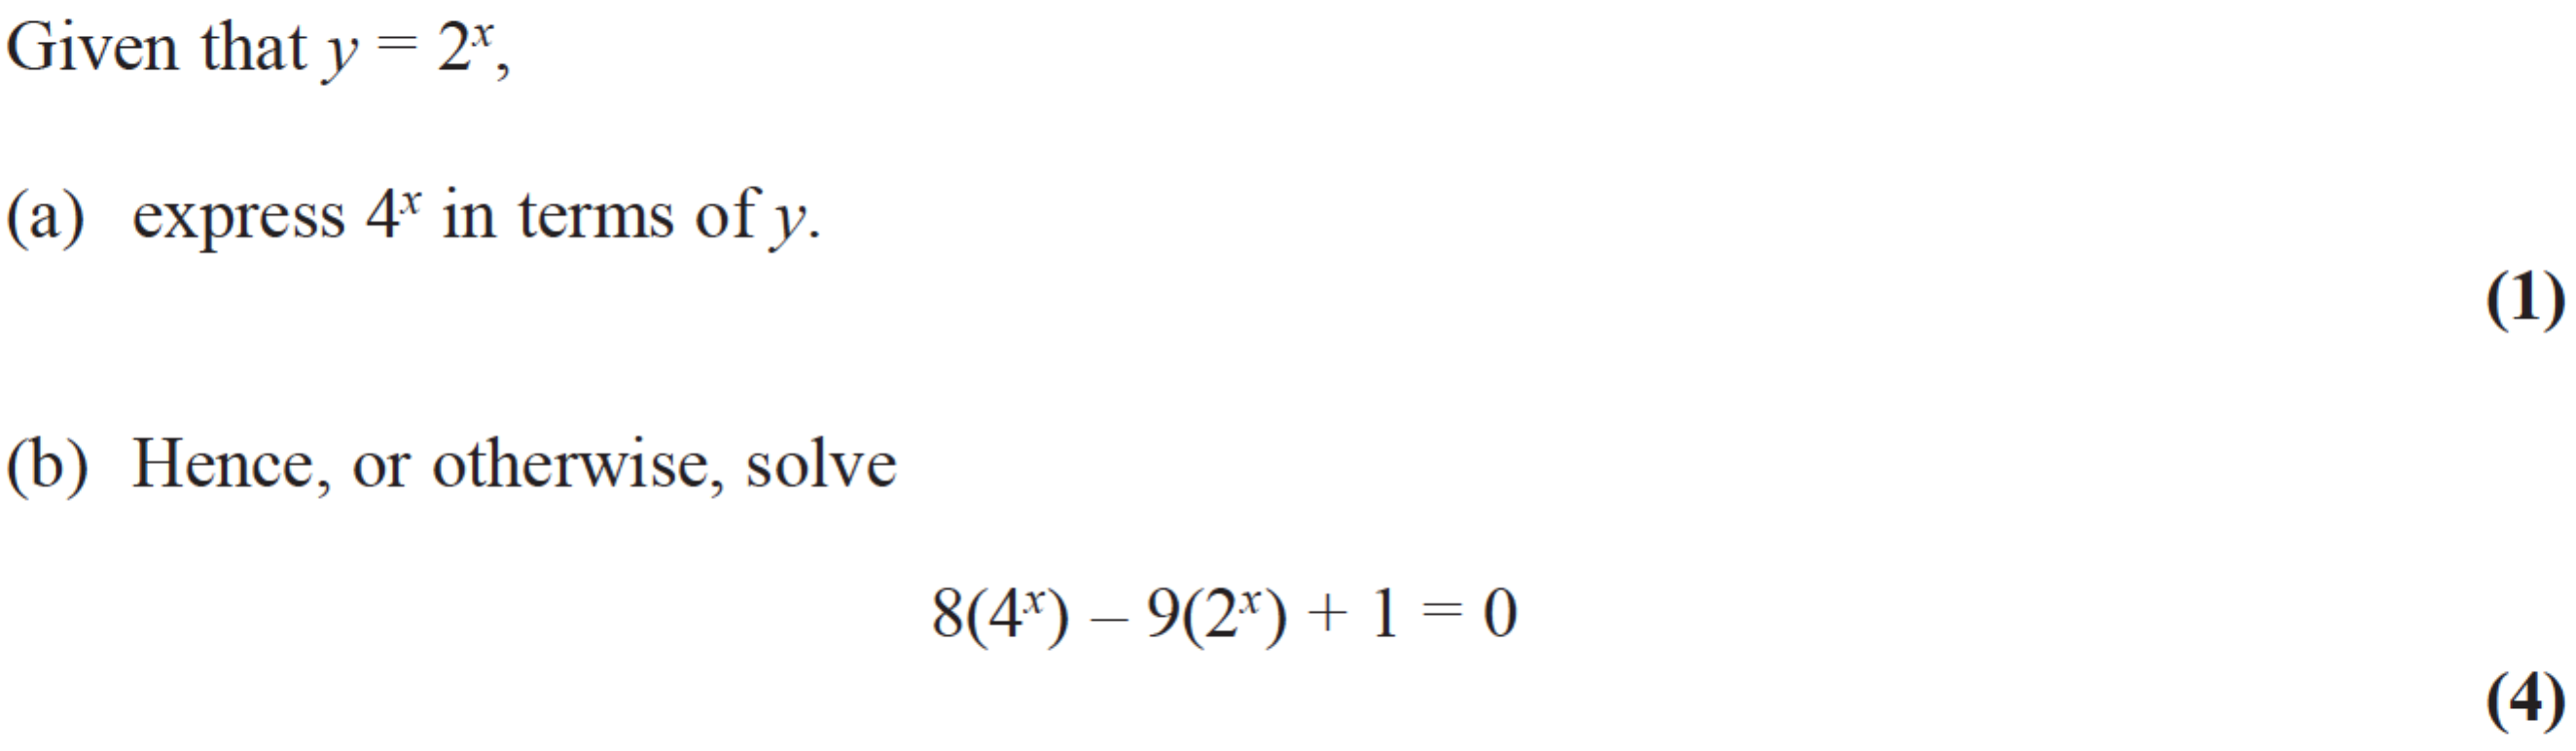 Given that y = 2ˣ,
(a) express 4ˣ in terms of y.
(1)
(b) Hence, or otherwise, solve
8(4ˣ) – 9(2ˣ) + 1 = 0
(4)